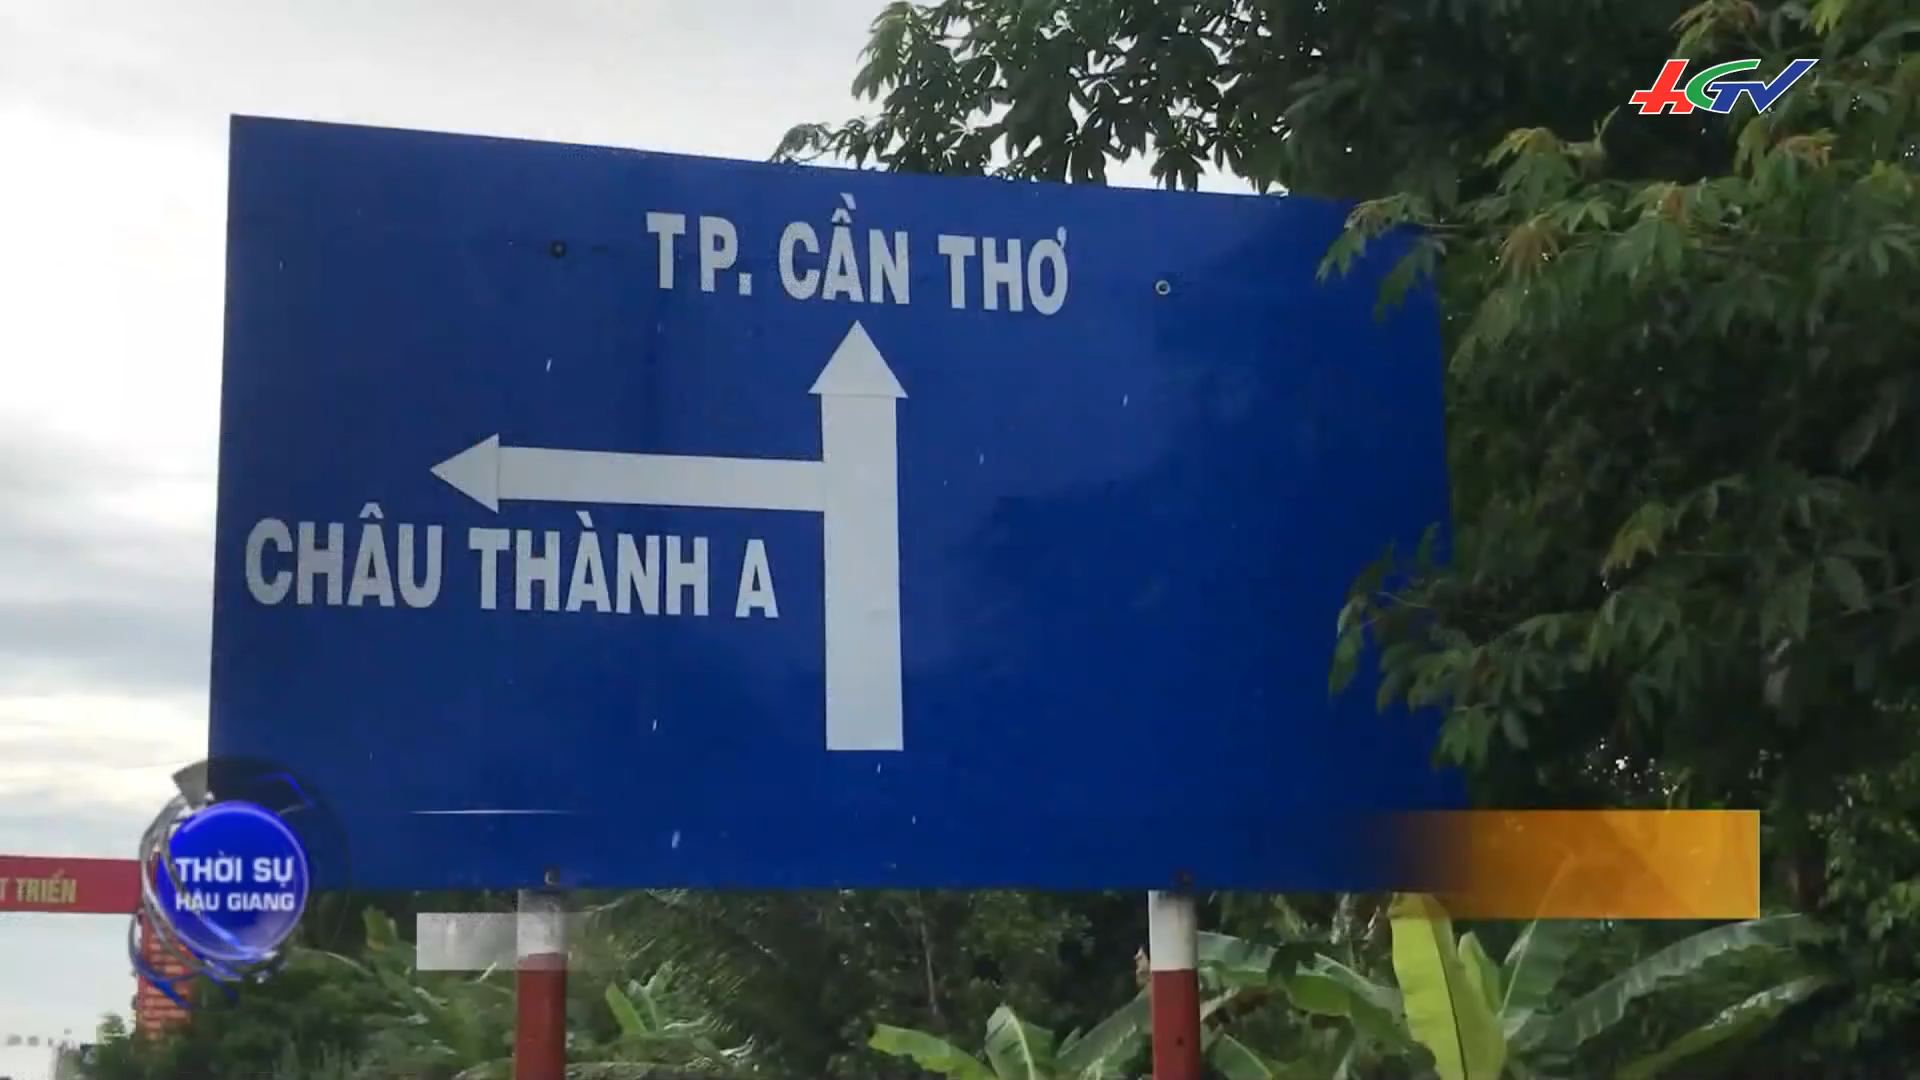 HGTV
TP. CẦN THƠ
CHÂU THÀNH A
THỜI SỰ
HẬU GIANG
T TRIỂN